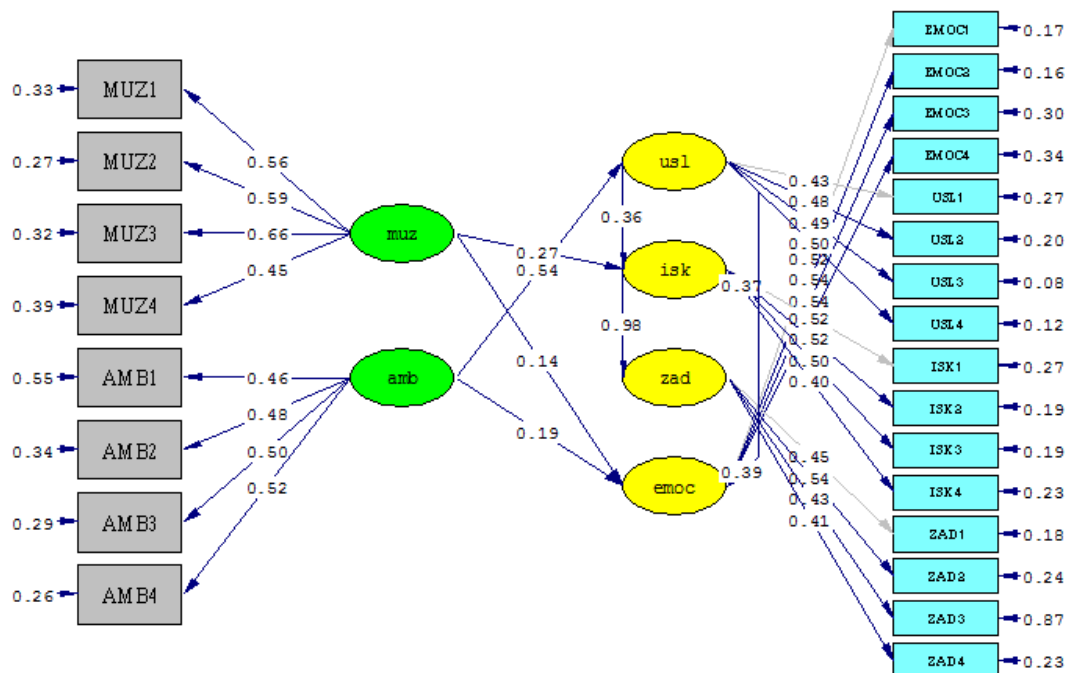 EMOC1
0.17
EMOC2
0.16
0.33
MUZ1
EMOC3
0.30
EMOC4
0.34
0.27
MUZ2
0.56
usl
0.43
USL1
0.27
0.59
0.48
0.36
0.49
USL2
0.20
0.32
MUZ3
0.66
muz
0.50
0.27
0.52
0.54
isk
0.54
USL3
0.08
0.45
0.37
0.54
0.39
MUZ4
0.52
USL4
0.12
0.98
0.52
0.14
0.50
ISK1
0.27
0.55
AMB1
0.46
amb
zad
0.40
0.48
ISK2
0.19
0.19
0.34
AMB2
0.50
0.45
ISK3
0.19
0.39
0.54
0.52
emoc
0.43
ISK4
0.23
0.29
AMB3
0.41
ZAD1
0.18
ZAD2
0.24
0.26
AMB4
ZAD3
0.87
ZAD4
0.23